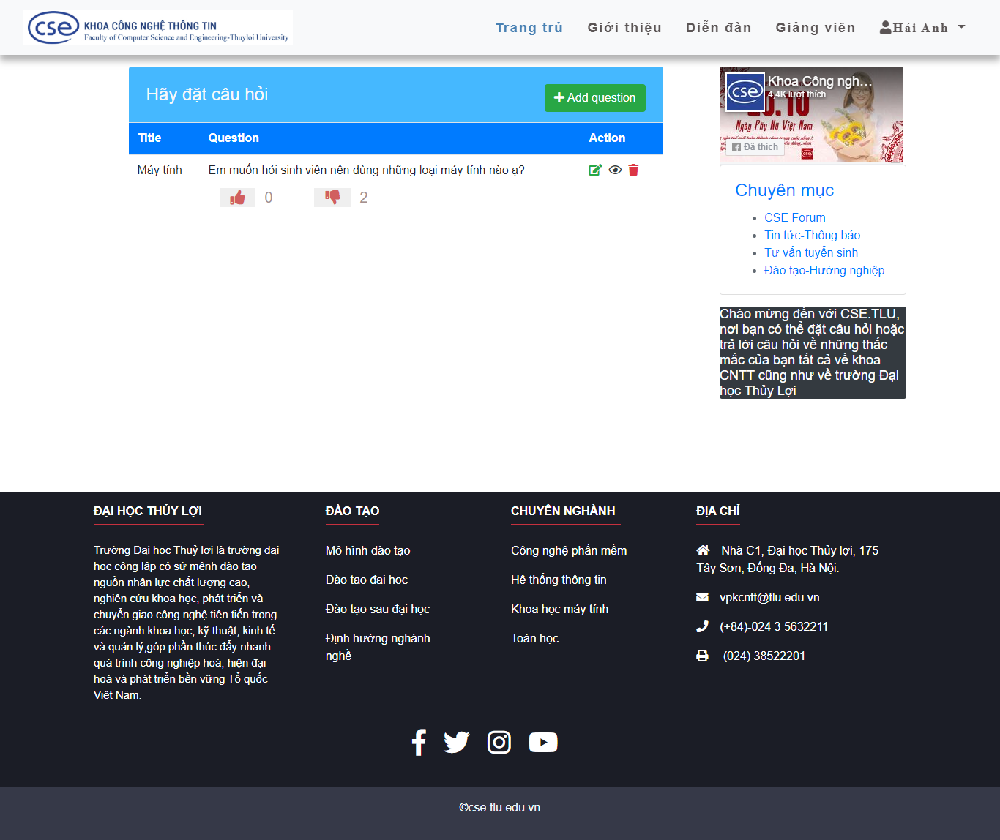 cse KHOA CÔNG NGHỆ THÔNG TIN
Faculty of Computer Science and Engineering-Thuyloi University
Trang trủ Giới thiệu Diễn đàn Giảng viên Hải Anh
Hãy đặt câu hỏi
Add question
Title Question Action
Máy tính Em muốn hỏi sinh viên nên dùng những loại máy tính nào ạ?
0 2
cse Khoa Công ngh...
4,4K lượt thích
20.10
Ngày Phụ Nữ Việt Nam
Đã thích
cse
Chuyên mục
CSE Forum
Tin tức-Thông báo
Tư vấn tuyển sinh
Đào tạo-Hướng nghiệp
Chào mừng đến với CSE.TLU,
nơi bạn có thể đặt câu hỏi hoặc
trả lời câu hỏi về những thắc
mắc của bạn tất cả về khoa
CNTT cũng như về trường Đại
học Thủy Lợi
ĐẠI HỌC THỦY LỢI
Trường Đại học Thuỷ lợi là trường đại
học công lập có sứ mệnh đào tạo
nguồn nhân lực chất lượng cao,
nghiên cứu khoa học, phát triển và
chuyển giao công nghệ tiên tiến trong
các ngành khoa học, kỹ thuật, kinh tế
và quản lý,góp phần thúc đẩy nhanh
quá trình công nghiệp hoá, hiện đại
hoá và phát triển bền vững Tổ quốc
Việt Nam.
ĐÀO TẠO
Mô hình đào tạo
Đào tạo đại học
Đào tạo sau đại học
Định hướng nghành
nghề
CHUYÊN NGHÀNH
Công nghệ phần mềm
Hệ thống thông tin
Khoa học máy tính
Toán học
ĐỊA CHỈ
Nhà C1, Đại học Thủy lợi, 175
Tây Sơn, Đống Đa, Hà Nội.
vpkcntt@tlu.edu.vn
(+84)-024 3 5632211
(024) 38522201
©cse.tlu.edu.vn